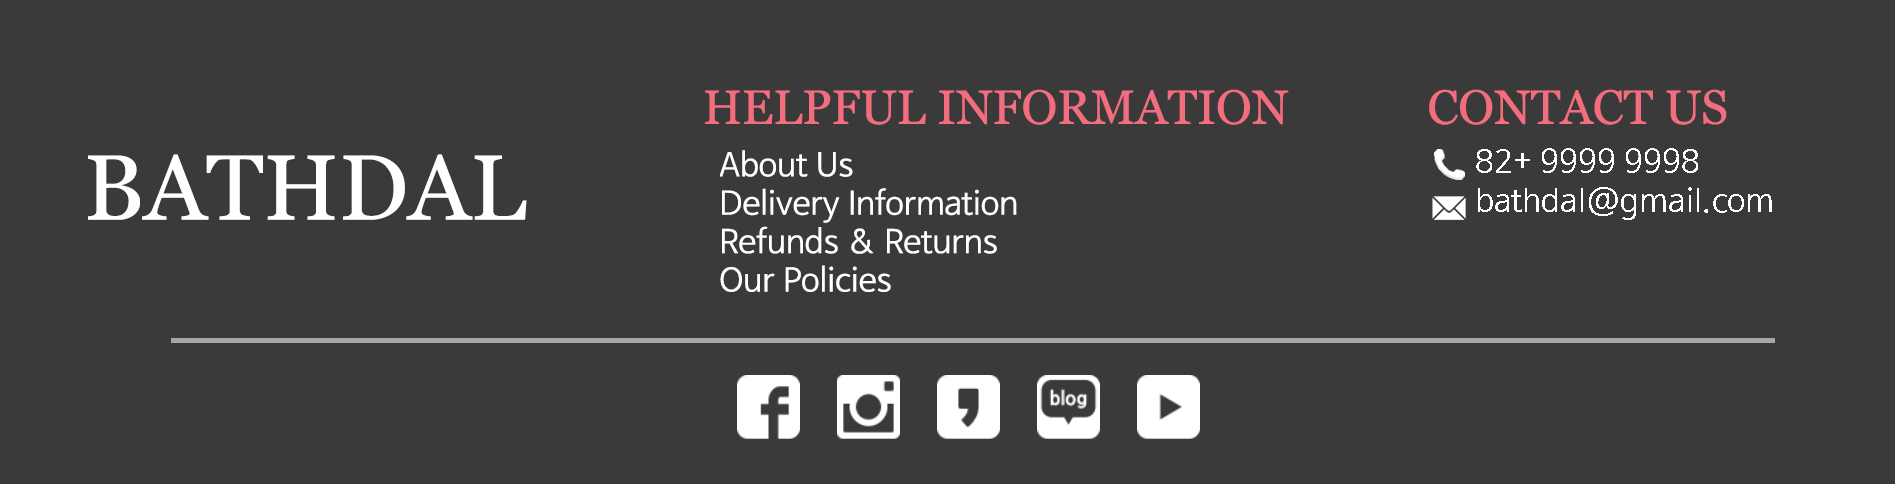 BATHDAL
HELPFUL INFORMATION
About Us
Delivery Information
Refunds & Returns
Our Policies
CONTACT US
82+ 9999 9998
bathdal@gmail.com
blog